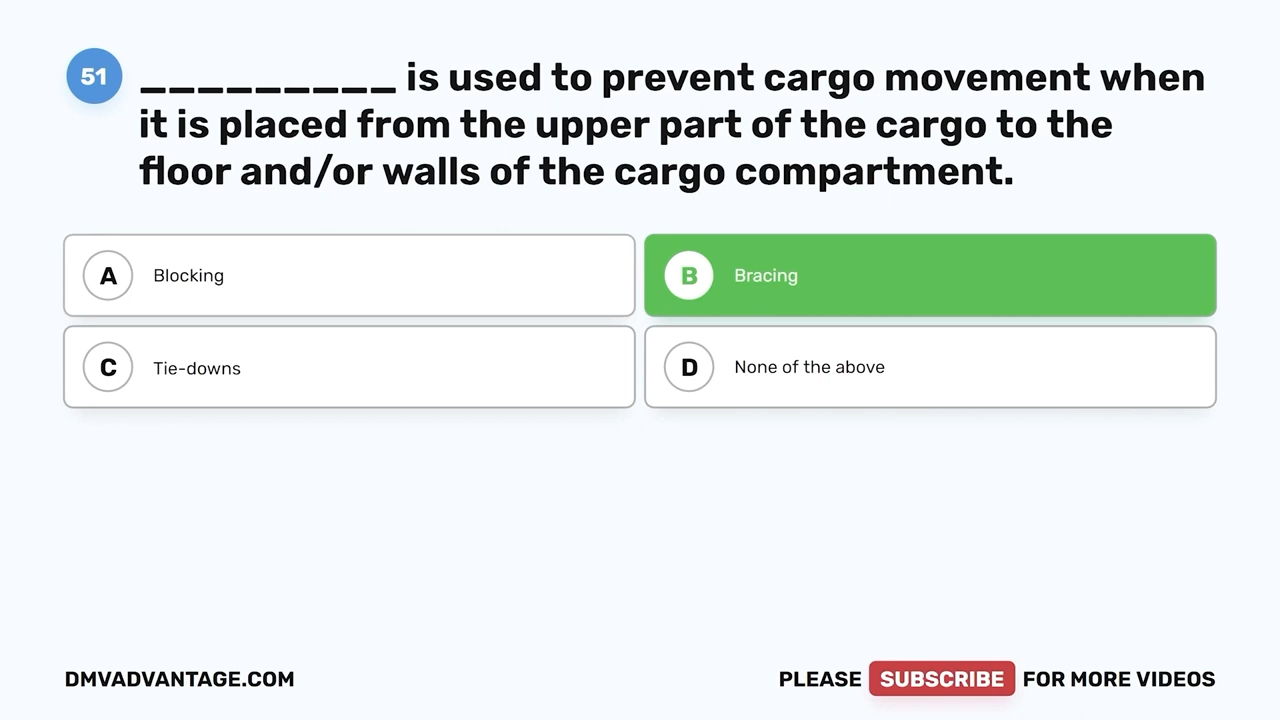 51
_________ is used to prevent cargo movement when
it is placed from the upper part of the cargo to the
floor and/or walls of the cargo compartment.
A Blocking
B Bracing
C Tie-downs
D None of the above
DMVADVANTAGE.COM
PLEASE SUBSCRIBE FOR MORE VIDEOS